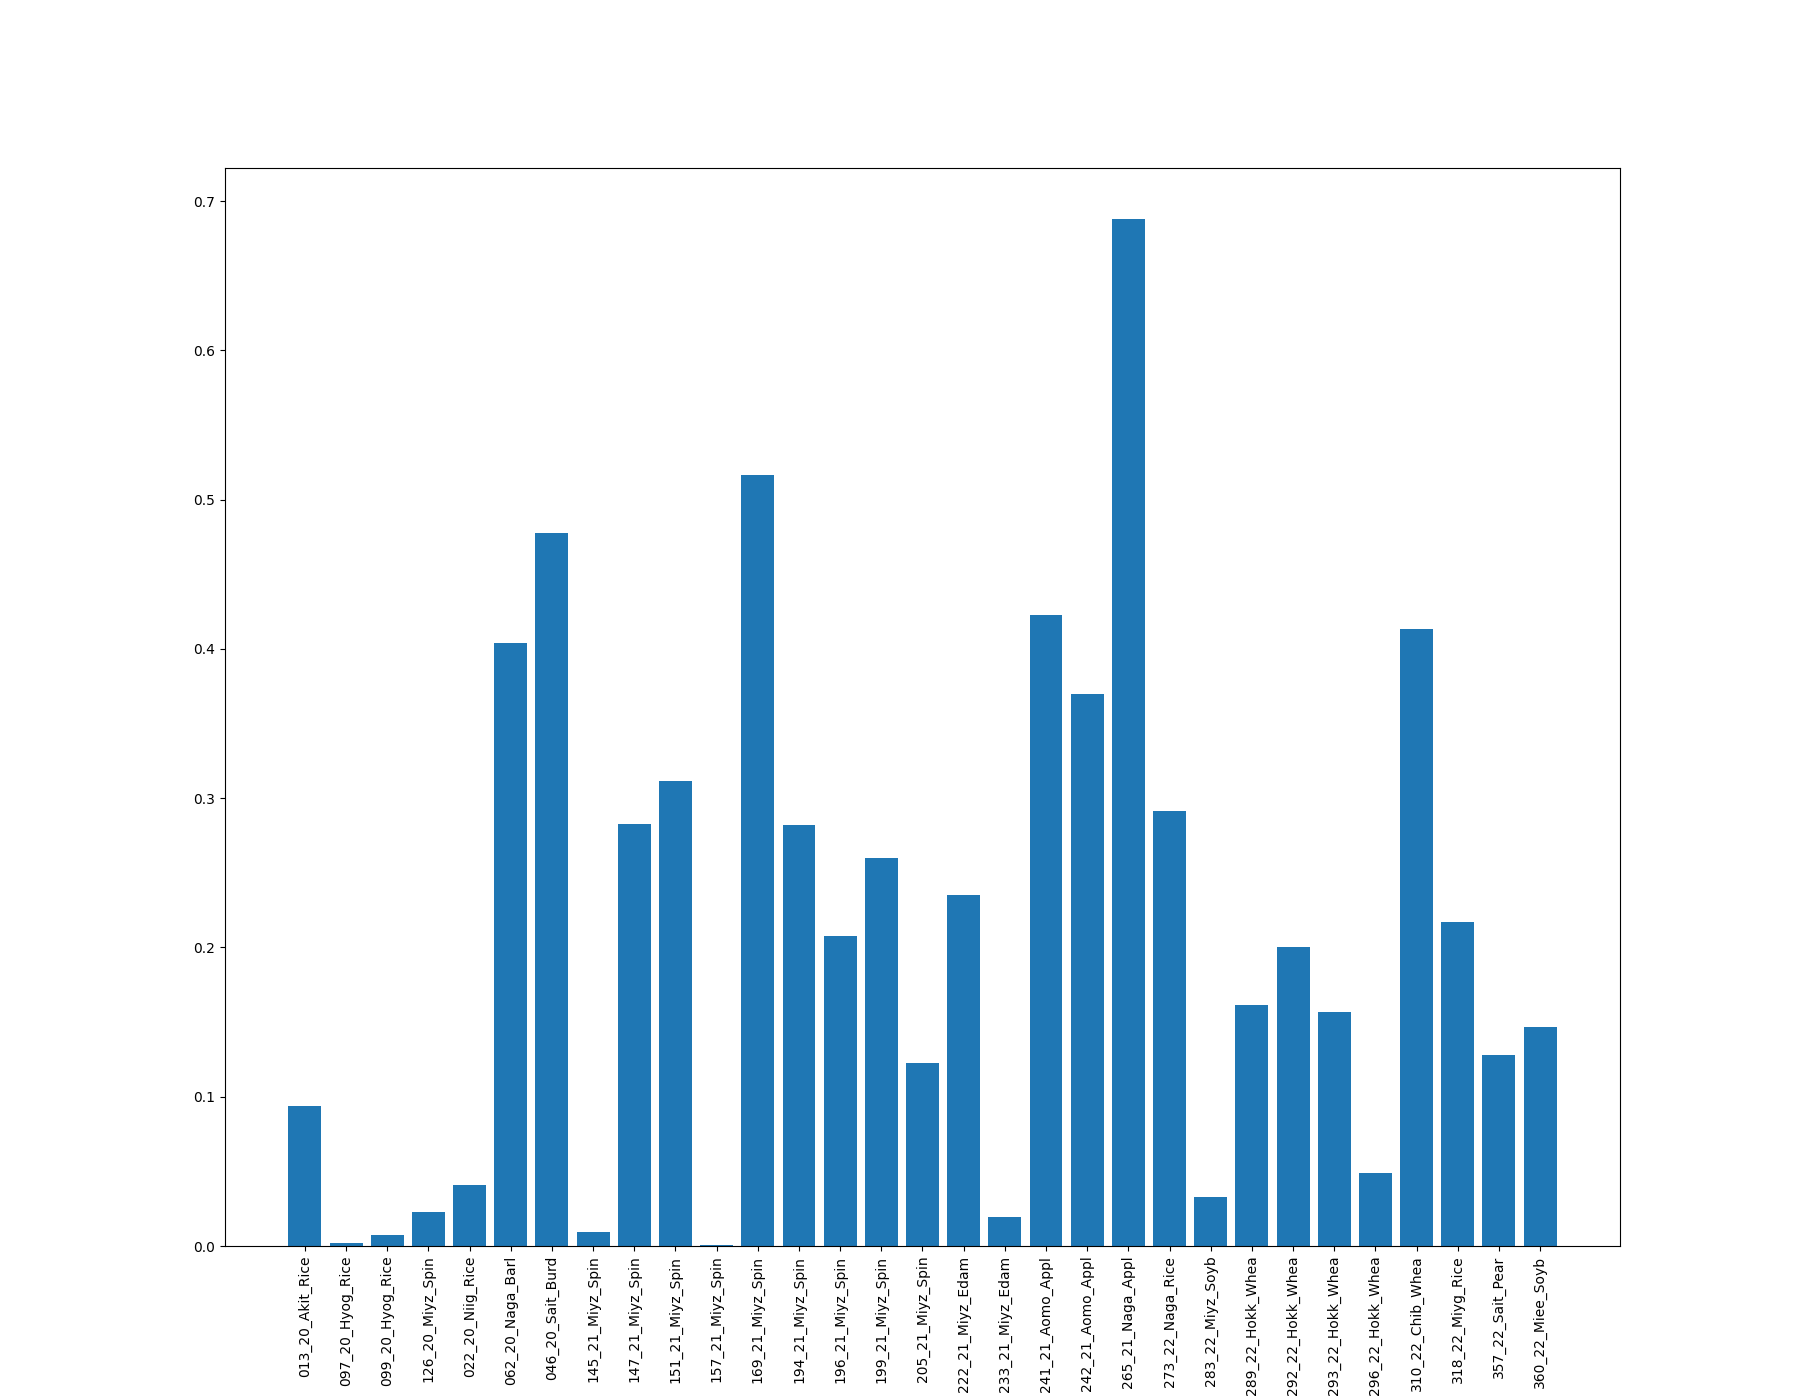 0.7
0.6
0.5
0.4
0.3
0.2
0.1
0.0
013_20_Akit_Rice
097_20_Hyog_Rice
099_20_Hyog_Rice
126_20_Miyz_Spin
022_20_Niig_Rice
062_20_Naga_Barl
046_20_Sait_Burd
145_21_Miyz_Spin
147_21_Miyz_Spin
151_21_Miyz_Spin
157_21_Miyz_Spin
169_21_Miyz_Spin
194_21_Miyz_Spin
196_21_Miyz_Spin
199_21_Miyz_Spin
205_21_Miyz_Spin
222_21_Miyz_Edam
233_21_Miyz_Edam
241_21_Aomo_Appl
242_21_Aomo_Appl
265_21_Naga_Appl
273_22_Naga_Rice
283_22_Miyz_Soyb
289_22_Hokk_Whea
292_22_Hokk_Whea
293_22_Hokk_Whea
296_22_Hokk_Whea
310_22_Chib_Whea
318_22_Miyg_Rice
357_22_Sait_Pear
360_22_Miee_Soyb